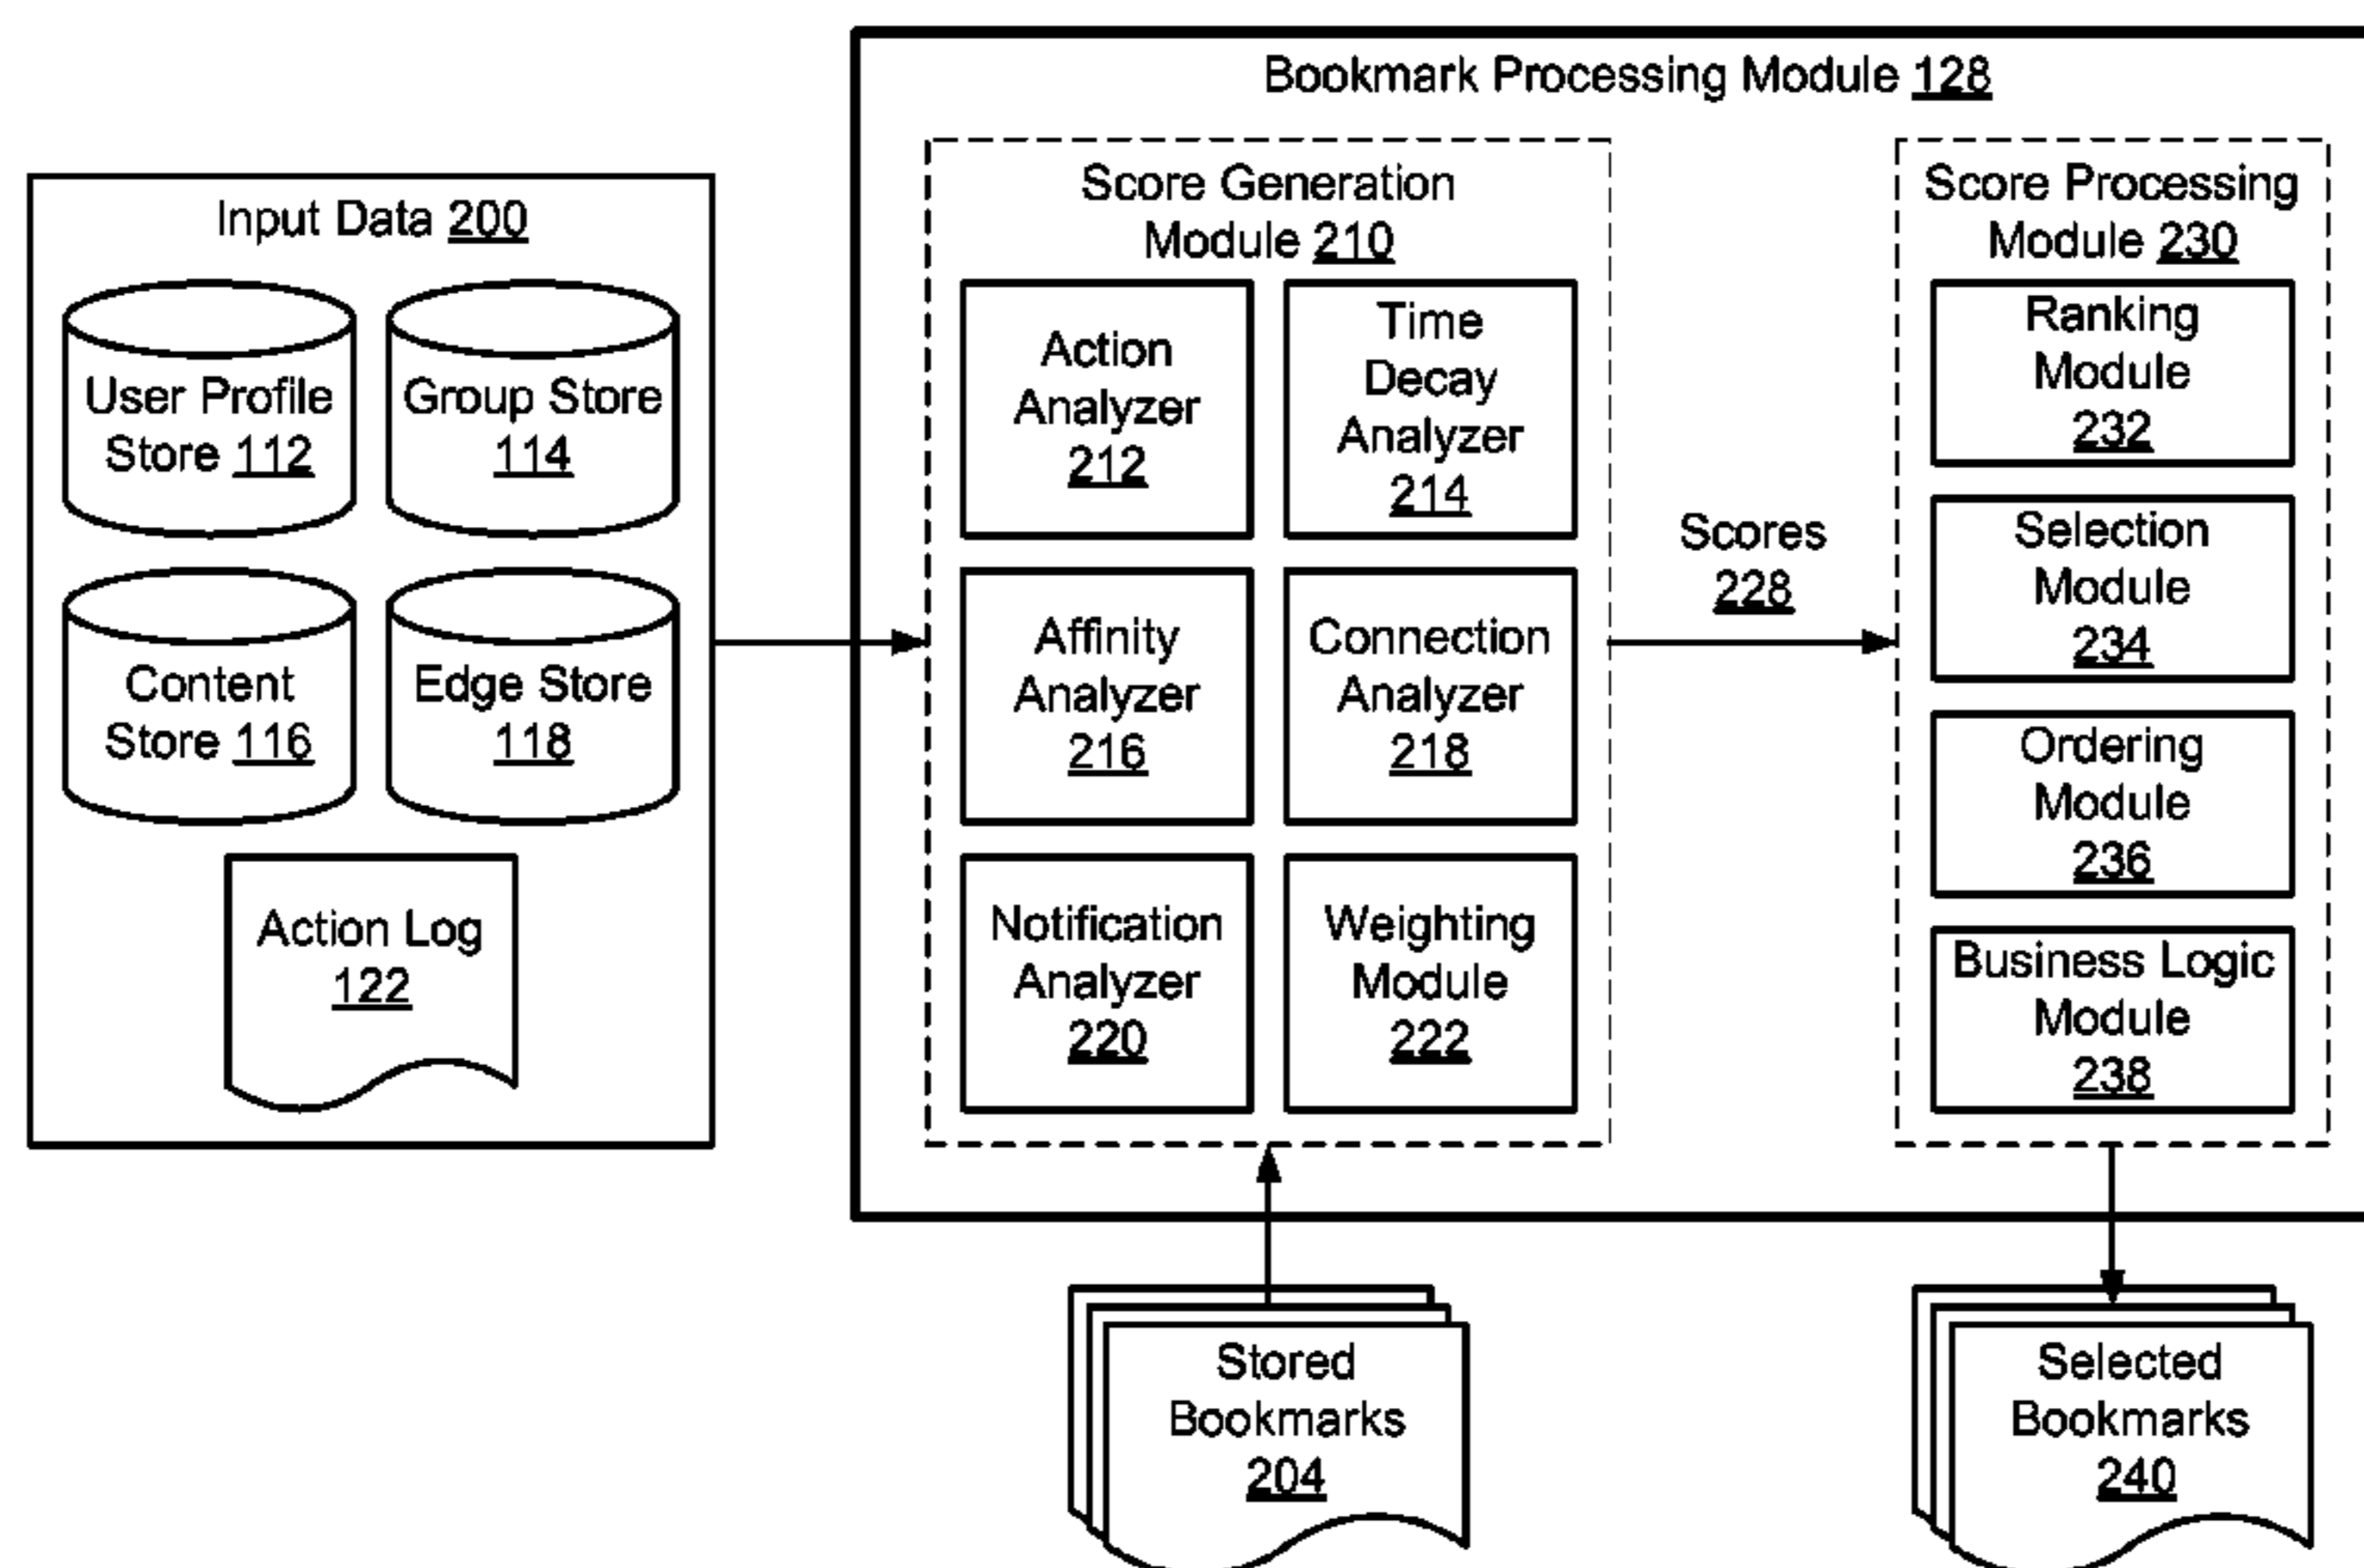 Bookmark Processing Module 128
Input Data 200
User Profile
Store 112
Group Store
114
Content
Store 116
Edge Store
118
Action Log
122
Score Generation
Module 210
Action
Analyzer
212
Time
Decay
Analyzer
214
Affinity
Analyzer
216
Connection
Analyzer
218
Notification
Analyzer
220
Weighting
Module
222
Scores
228
Score Processing
Module 230
Ranking
Module
232
Selection
Module
234
Ordering
Module
236
Business Logic
Module
238
Stored
Bookmarks
204
Selected
Bookmarks
240